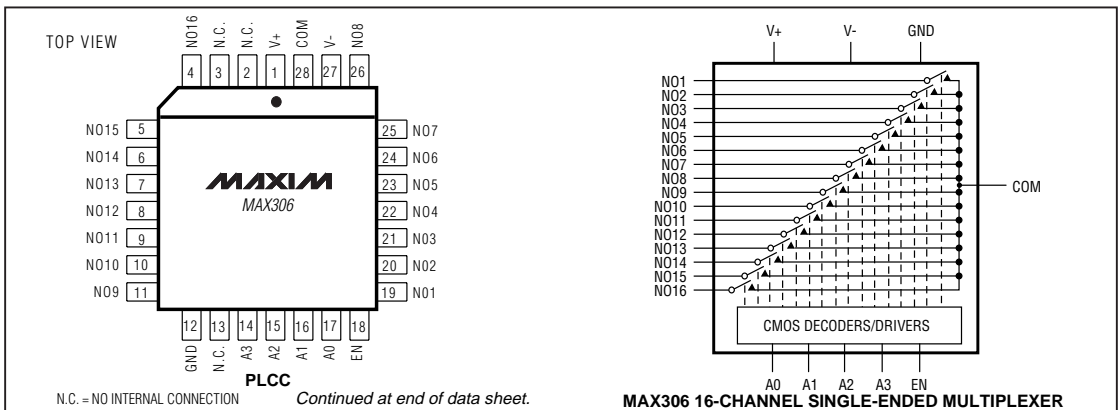 TOP VIEW
NO16
N.C.
N.C.
V+
COM
V-
NO8
4
3
2
1
28
27
26
NO15 5
NO14 6
NO13 7
NO12 8
NO11 9
NO10 10
NO9 11
MAXIM
MAX306
25 NO7
24 NO6
23 NO5
22 NO4
21 NO3
20 NO2
19 NO1
12
13
14
15
16
17
18
GND
N.C.
A3
A2
A1
A0
EN
PLCC
N.C. = NO INTERNAL CONNECTION
Continued at end of data sheet.
V+ V- GND
NO1
NO2
NO3
NO4
NO5
NO6
NO7
NO8
NO9
NO10
NO11
NO12
NO13
NO14
NO15
NO16
COM
CMOS DECODERS/DRIVERS
A0 A1 A2 A3 EN
MAX306 16-CHANNEL SINGLE-ENDED MULTIPLEXER